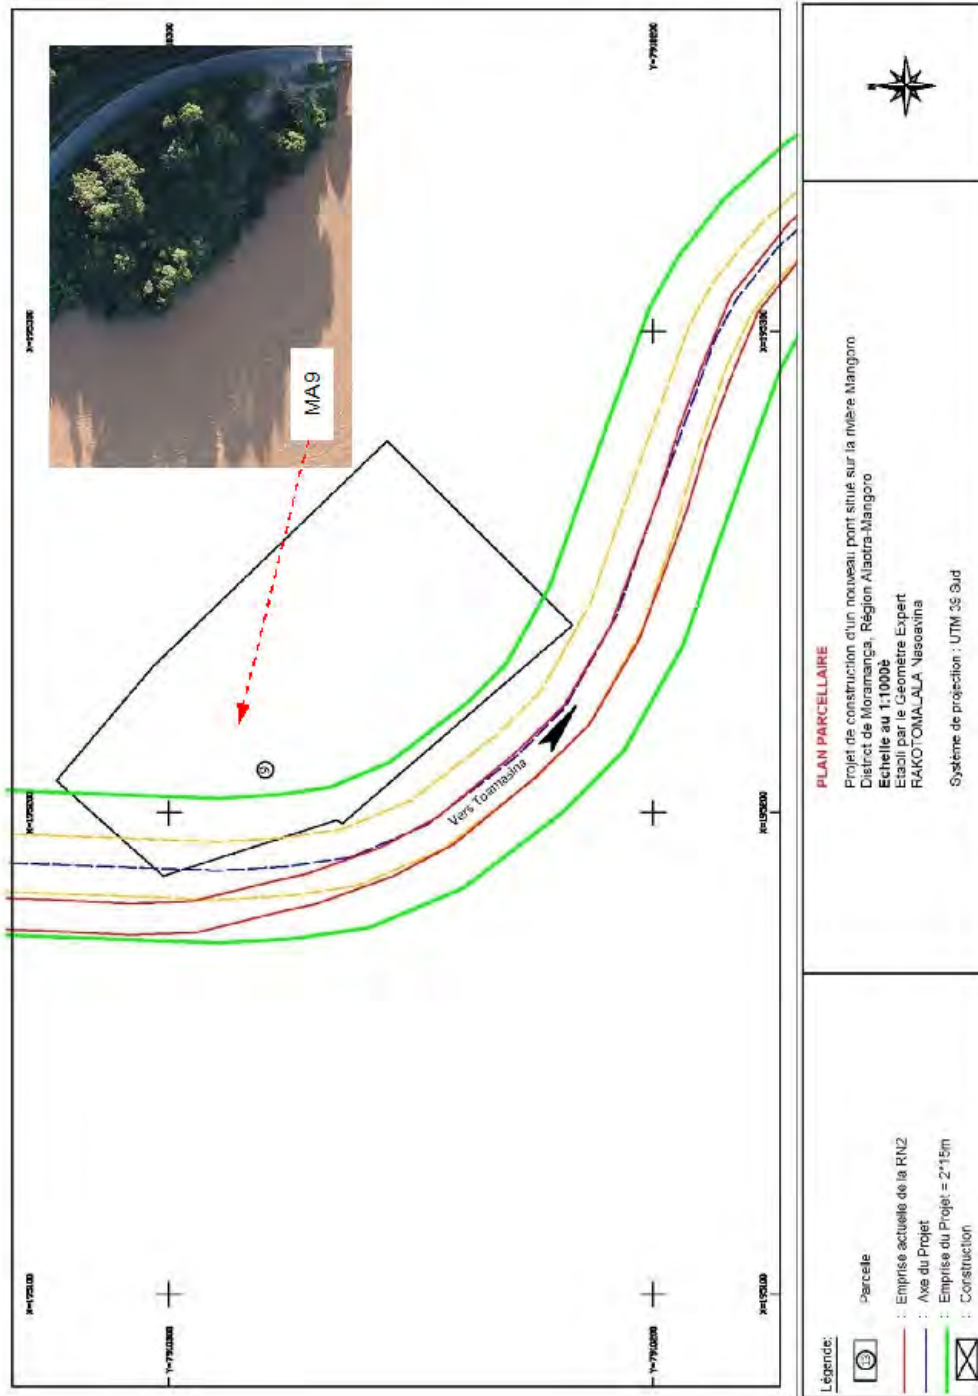 PLAN PARCELLAIRE
Projet de construction d'un nouveau pont situé sur la rivière Mangoro
District de Moramanga, Région Alaotra-Mangoro
Echelle au 1:1000è
Etabli par le Géomètre Expert
RAKOTOMALALA Nasoavina
Système de projection : UTM 39 Sud
Légende:
13 Parcelle
: Emprise actuelle de la RN2
: Axe du Projet
: Emprise du Projet = 2*15m
: Construction
MA9
9
Vers Toamasina
N